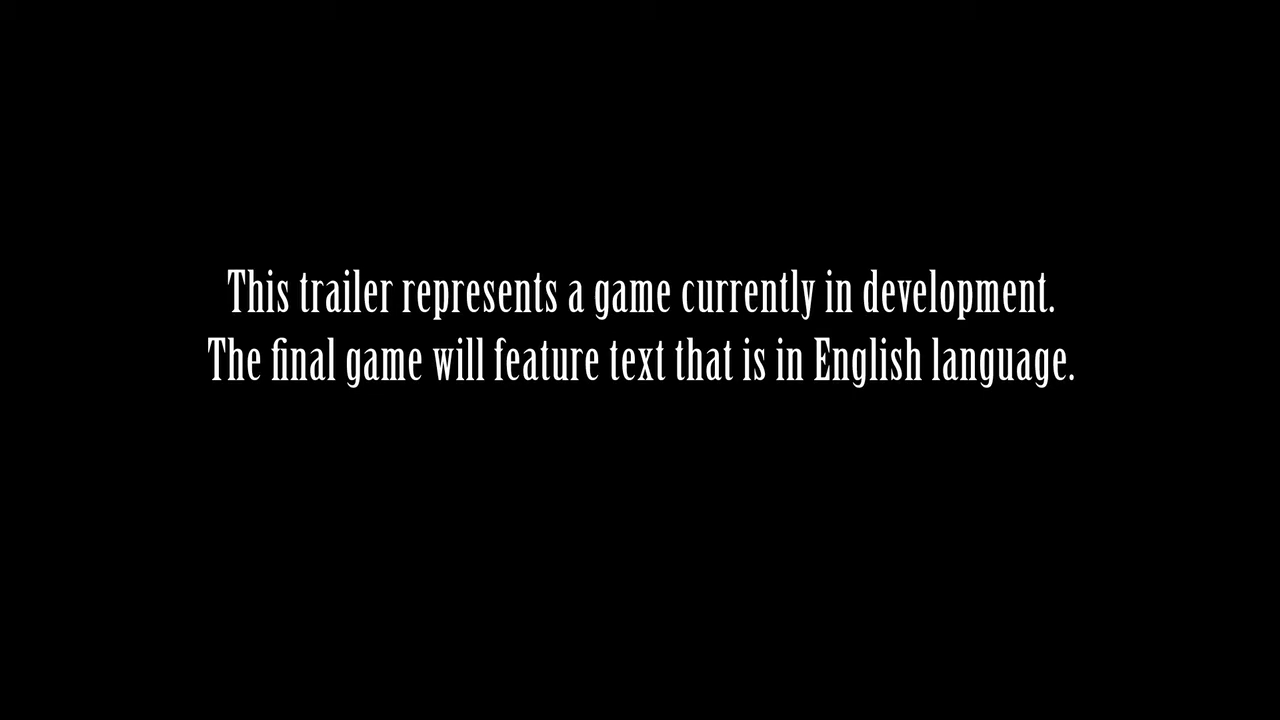 This trailer represents a game currently in development.
The final game will feature text that is in English language.